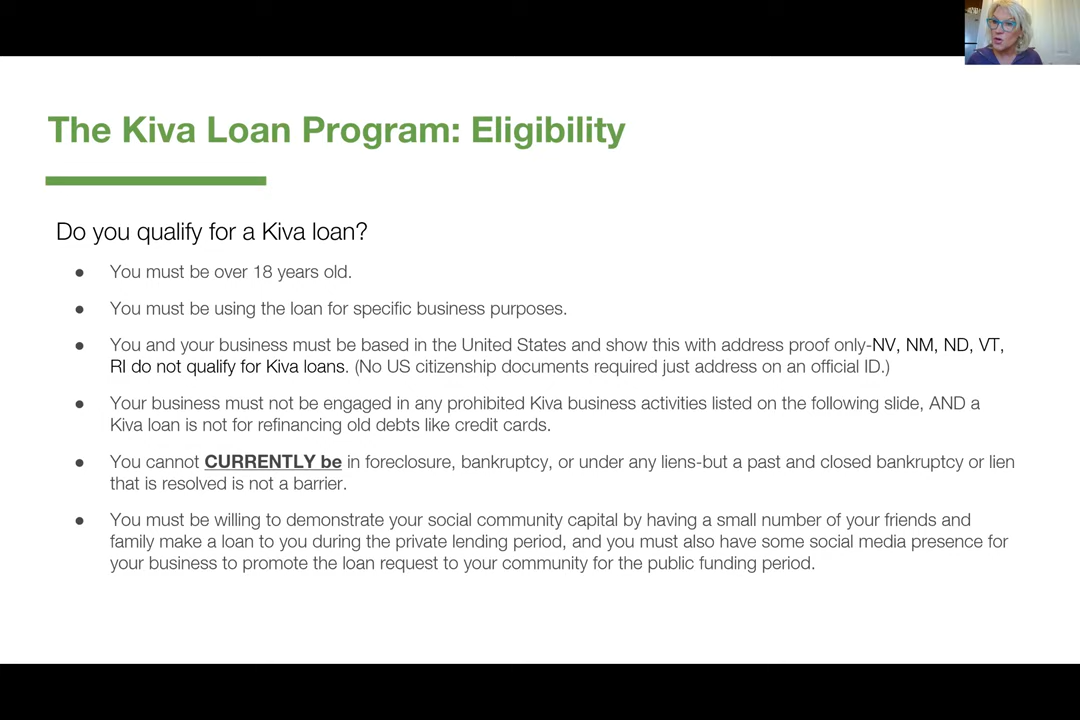 The Kiva Loan Program: Eligibility
Do you qualify for a Kiva loan?
● You must be over 18 years old.
● You must be using the loan for specific business purposes.
● You and your business must be based in the United States and show this with address proof only-NV, NM, ND, VT,
RI do not qualify for Kiva loans. (No US citizenship documents required just address on an official ID.)
● Your business must not be engaged in any prohibited Kiva business activities listed on the following slide, AND a
Kiva loan is not for refinancing old debts like credit cards.
● You cannot CURRENTLY be in foreclosure, bankruptcy, or under any liens-but a past and closed bankruptcy or lien
that is resolved is not a barrier.
● You must be willing to demonstrate your social community capital by having a small number of your friends and
family make a loan to you during the private lending period, and you must also have some social media presence for
your business to promote the loan request to your community for the public funding period.